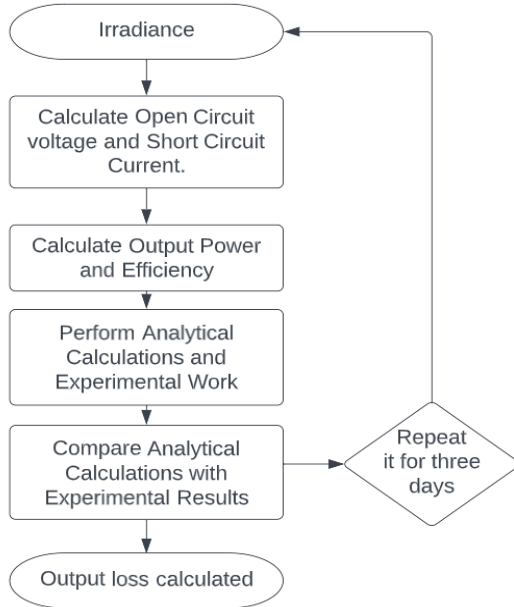 Irradiance
Calculate Open Circuit
voltage and Short Circuit
Current.
Calculate Output Power
and Efficiency
Perform Analytical
Calculations and
Experimental Work
Compare Analytical
Calculations with
Experimental Results
Repeat
it for three
days
Output loss calculated